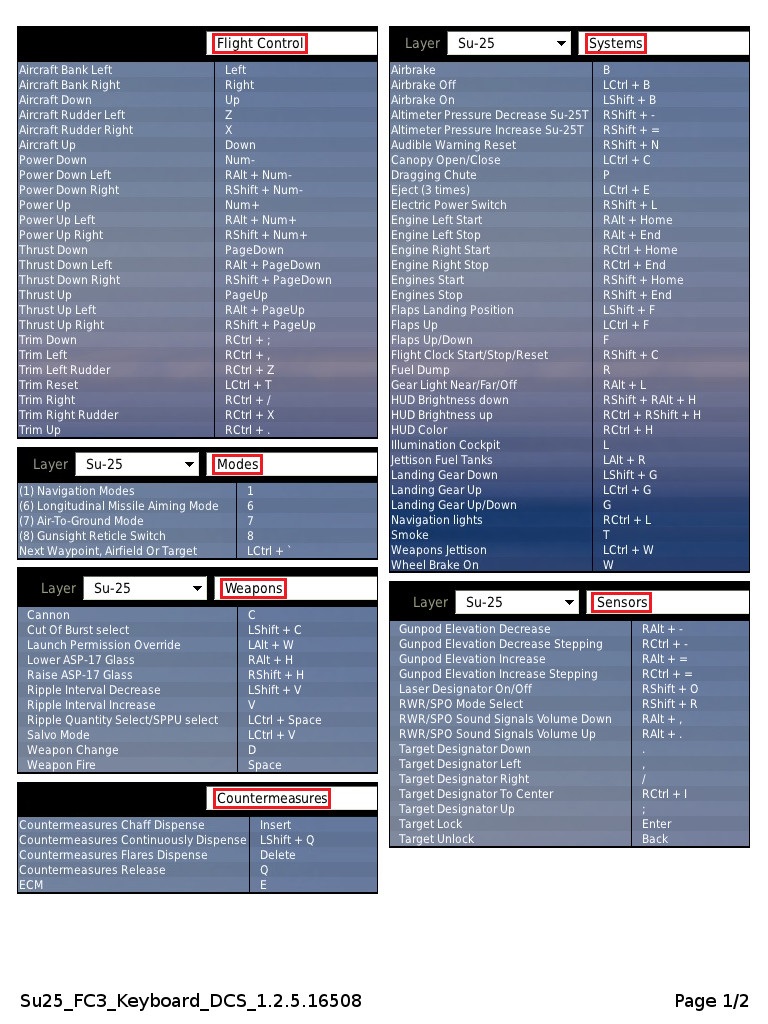 Flight Control
Aircraft Bank Left Left
Aircraft Bank Right Right
Aircraft Down Up
Aircraft Rudder Left Z
Aircraft Rudder Right X
Aircraft Up Down
Power Down Num-
Power Down Left RAlt + Num-
Power Down Right RShift + Num-
Power Up Num+
Power Up Left RAlt + Num+
Power Up Right RShift + Num+
Thrust Down PageDown
Thrust Down Left RAlt + PageDown
Thrust Down Right RShift + PageDown
Thrust Up PageUp
Thrust Up Left RAlt + PageUp
Thrust Up Right RShift + PageUp
Trim Down RCtrl + ;
Trim Left RCtrl + ,
Trim Left Rudder RCtrl + Z
Trim Reset LCtrl + T
Trim Right RCtrl + /
Trim Right Rudder RCtrl + X
Trim Up RCtrl + .
Layer Su-25 Modes
(1) Navigation Modes 1
(6) Longitudinal Missile Aiming Mode 6
(7) Air-To-Ground Mode 7
(8) Gunsight Reticle Switch 8
Next Waypoint, Airfield Or Target LCtrl + `
Layer Su-25 Weapons
Cannon C
Cut Of Burst select LShift + C
Launch Permission Override LAlt + W
Lower ASP-17 Glass RAlt + H
Raise ASP-17 Glass RShift + H
Ripple Interval Decrease LShift + V
Ripple Interval Increase V
Ripple Quantity Select/SPPU select LCtrl + Space
Salvo Mode LCtrl + V
Weapon Change D
Weapon Fire Space
Countermeasures
Countermeasures Chaff Dispense Insert
Countermeasures Continuously Dispense LShift + Q
Countermeasures Flares Dispense Delete
Countermeasures Release Q
ECM E
Layer Su-25 Systems
Airbrake B
Airbrake Off LCtrl + B
Airbrake On LShift + B
Altimeter Pressure Decrease Su-25T RShift + -
Altimeter Pressure Increase Su-25T RShift + =
Audible Warning Reset RShift + N
Canopy Open/Close LCtrl + C
Dragging Chute P
Eject (3 times) LCtrl + E
Electric Power Switch RShift + L
Engine Left Start RAlt + Home
Engine Left Stop RAlt + End
Engine Right Start RCtrl + Home
Engine Right Stop RCtrl + End
Engines Start RShift + Home
Engines Stop RShift + End
Flaps Landing Position LShift + F
Flaps Up LCtrl + F
Flaps Up/Down F
Flight Clock Start/Stop/Reset RShift + C
Fuel Dump R
Gear Light Near/Far/Off RAlt + L
HUD Brightness down RShift + RAlt + H
HUD Brightness up RCtrl + RShift + H
HUD Color RCtrl + H
Illumination Cockpit L
Jettison Fuel Tanks LAlt + R
Landing Gear Down LShift + G
Landing Gear Up LCtrl + G
Landing Gear Up/Down G
Navigation lights RCtrl + L
Smoke T
Weapons Jettison LCtrl + W
Wheel Brake On W
Layer Su-25 Sensors
Gunpod Elevation Decrease RAlt + -
Gunpod Elevation Decrease Stepping RCtrl + -
Gunpod Elevation Increase RAlt + =
Gunpod Elevation Increase Stepping RCtrl + =
Laser Designator On/Off RShift + O
RWR/SPO Mode Select RShift + R
RWR/SPO Sound Signals Volume Down RAlt + ,
RWR/SPO Sound Signals Volume Up RAlt + .
Target Designator Down .
Target Designator Left ,
Target Designator Right /
Target Designator To Center RCtrl + I
Target Designator Up ;
Target Lock Enter
Target Unlock Back
Su25_FC3_Keyboard_DCS_1.2.5.16508 Page 1/2